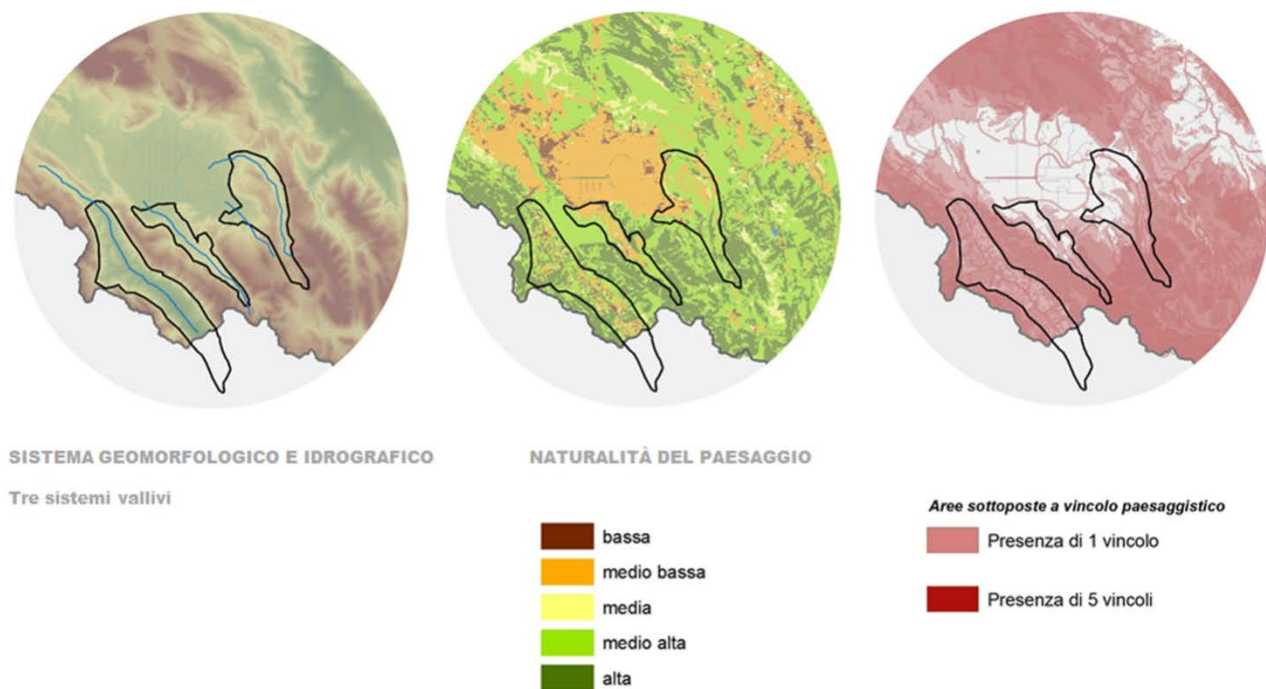 SISTEMA GEOMORFOLOGICO E IDROGRAFICO
Tre sistemi vallivi
NATURALITÀ DEL PAESAGGIO
bassa
medio bassa
media
medio alta
alta
Aree sottoposte a vincolo paesaggistico
Presenza di 1 vincolo
Presenza di 5 vincoli